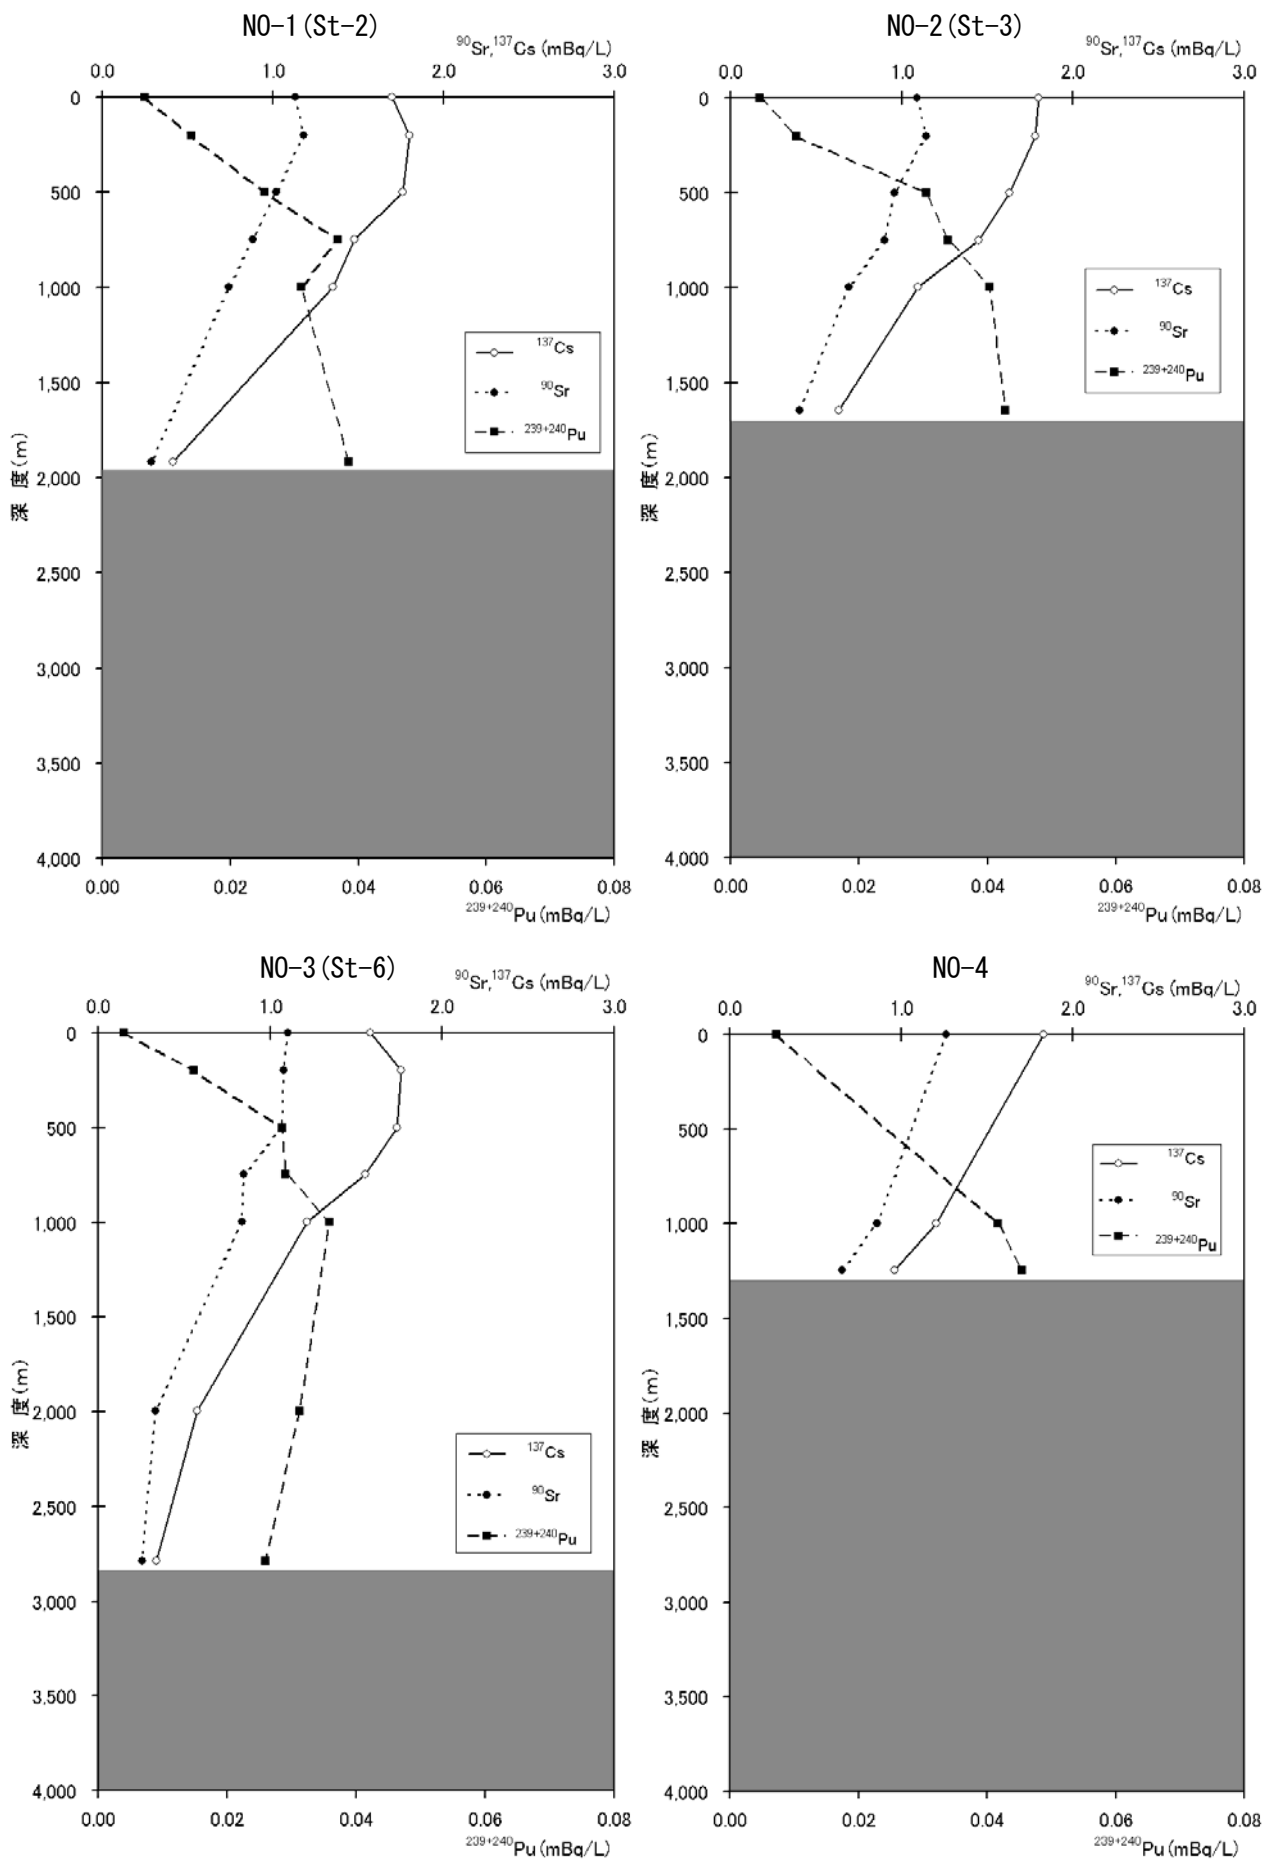 NO-1(St-2)
90Sr,137Cs (mBq/L)
0.0 1.0 2.0 3.0
0
500
1,000
1,500
2,000
2,500
3,000
3,500
4,000
深 度(m)
137Cs
90Sr
239+240Pu
0.00 0.02 0.04 0.06 0.08
239+240Pu(mBq/L)
NO-2(St-3)
90Sr,137Cs (mBq/L)
0.0 1.0 2.0 3.0
0
500
1,000
1,500
2,000
2,500
3,000
3,500
4,000
深 度(m)
137Cs
90Sr
239+240Pu
0.00 0.02 0.04 0.06 0.08
239+240Pu(mBq/L)
NO-3(St-6)
90Sr,137Cs (mBq/L)
0.0 1.0 2.0 3.0
0
500
1,000
1,500
2,000
2,500
3,000
3,500
4,000
深 度(m)
137Cs
90Sr
239+240Pu
0.00 0.02 0.04 0.06 0.08
239+240Pu(mBq/L)
NO-4
90Sr,137Cs (mBq/L)
0.0 1.0 2.0 3.0
0
500
1,000
1,500
2,000
2,500
3,000
3,500
4,000
深 度(m)
137Cs
90Sr
239+240Pu
0.00 0.02 0.04 0.06 0.08
239+240Pu(mBq/L)